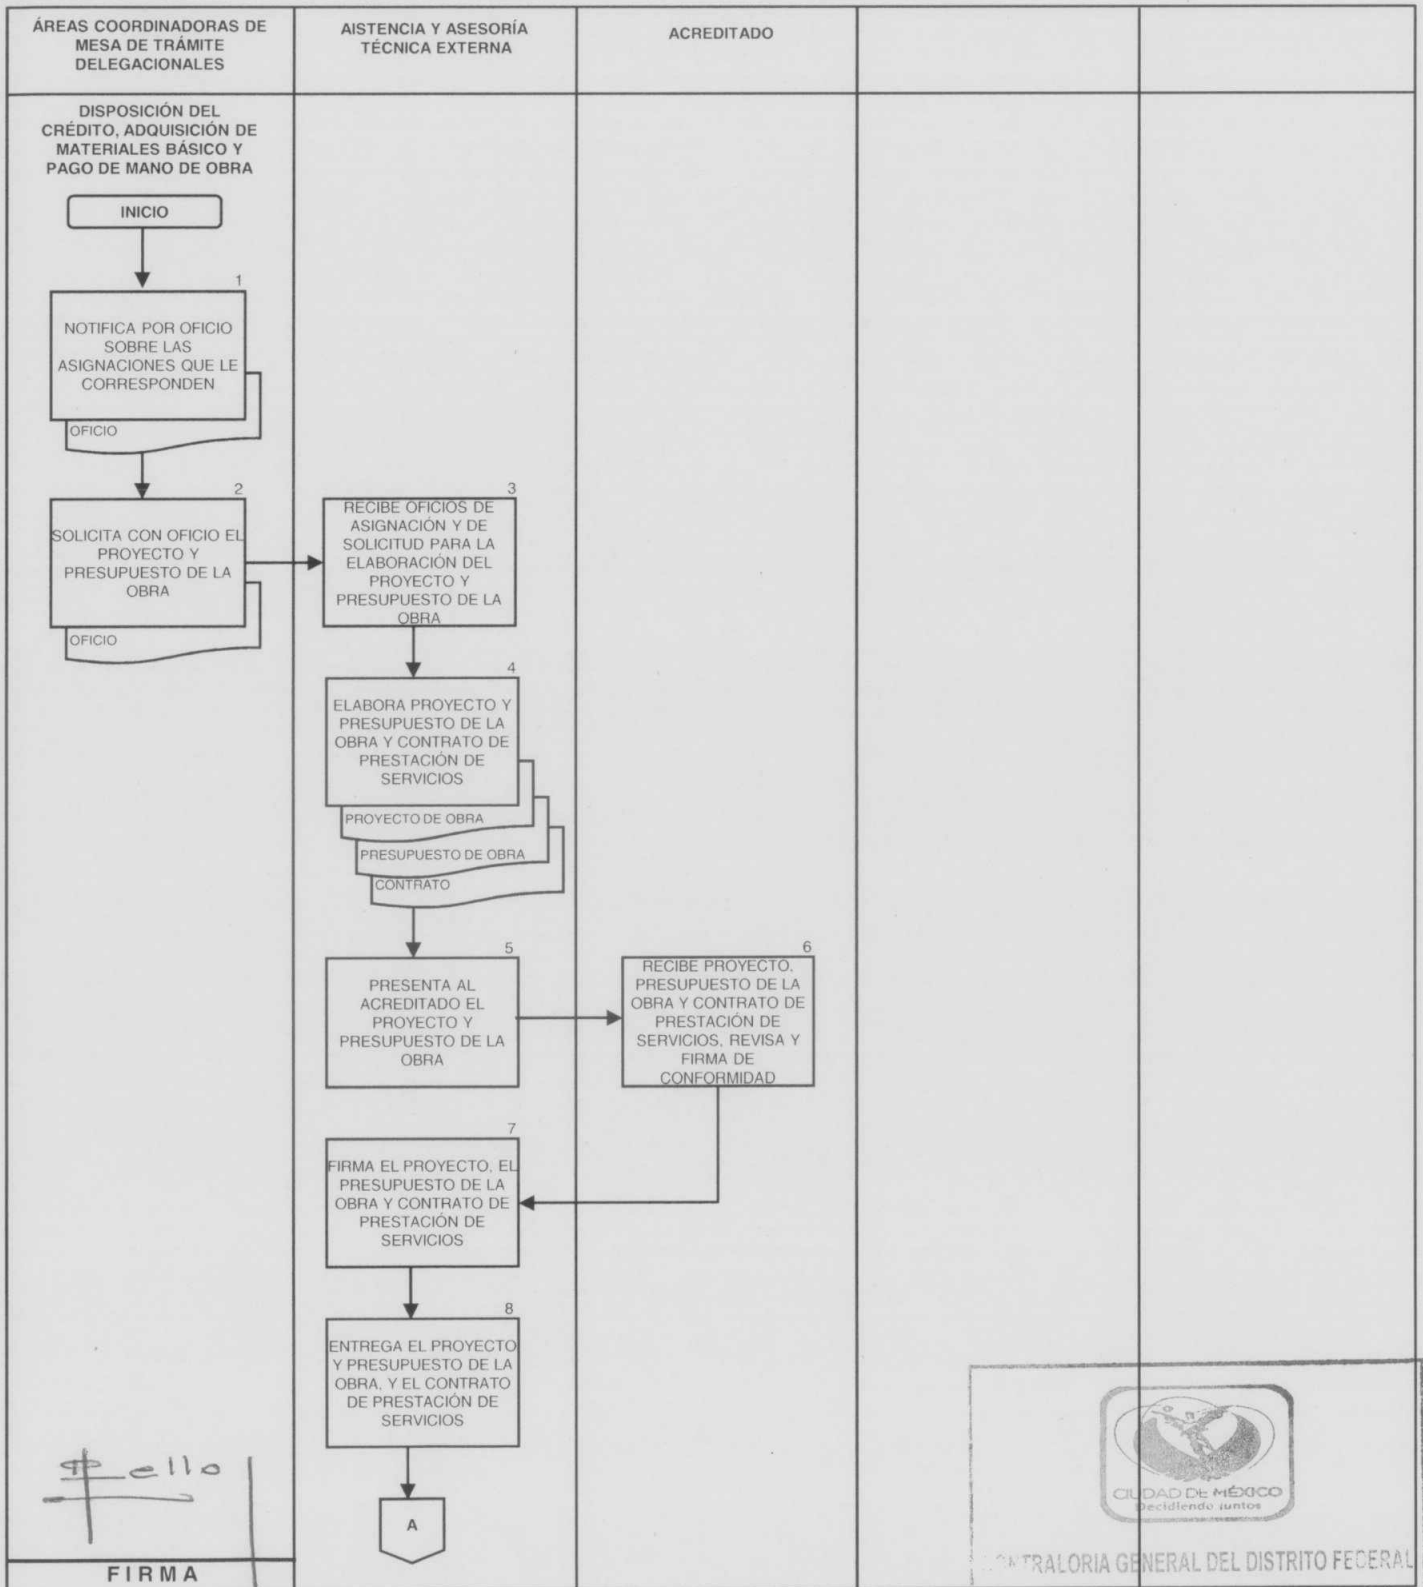 ÁREAS COORDINADORAS DE
MESA DE TRÁMITE
DELEGACIONALES
AISTENCIA Y ASESORÍA
TÉCNICA EXTERNA
ACREDITADO
DISPOSICIÓN DEL
CRÉDITO, ADQUISICIÓN DE
MATERIALES BÁSICO Y
PAGO DE MANO DE OBRA
INICIO
1
NOTIFICA POR OFICIO
SOBRE LAS
ASIGNACIONES QUE LE
CORRESPONDEN
OFICIO
2
SOLICITA CON OFICIO EL
PROYECTO Y
PRESUPUESTO DE LA
OBRA
OFICIO
3
RECIBE OFICIOS DE
ASIGNACIÓN Y DE
SOLICITUD PARA LA
ELABORACIÓN DEL
PROYECTO Y
PRESUPUESTO DE LA
OBRA
4
ELABORA PROYECTO Y
PRESUPUESTO DE LA
OBRA Y CONTRATO DE
PRESTACIÓN DE
SERVICIOS
PROYECTO DE OBRA
PRESUPUESTO DE OBRA
CONTRATO
5
PRESENTA AL
ACREDITADO EL
PROYECTO Y
PRESUPUESTO DE LA
OBRA
6
RECIBE PROYECTO,
PRESUPUESTO DE LA
OBRA Y CONTRATO DE
PRESTACIÓN DE
SERVICIOS, REVISA Y
FIRMA DE
CONFORMIDAD
7
FIRMA EL PROYECTO, EL
PRESUPUESTO DE LA
OBRA Y CONTRATO DE
PRESTACIÓN DE
SERVICIOS
8
ENTREGA EL PROYECTO
Y PRESUPUESTO DE LA
OBRA, Y EL CONTRATO
DE PRESTACIÓN DE
SERVICIOS
A
FIRMA
CIUDAD DE MÉXICO
Decidiendo juntos
GENERAL DEL DISTRITO FEDERAL